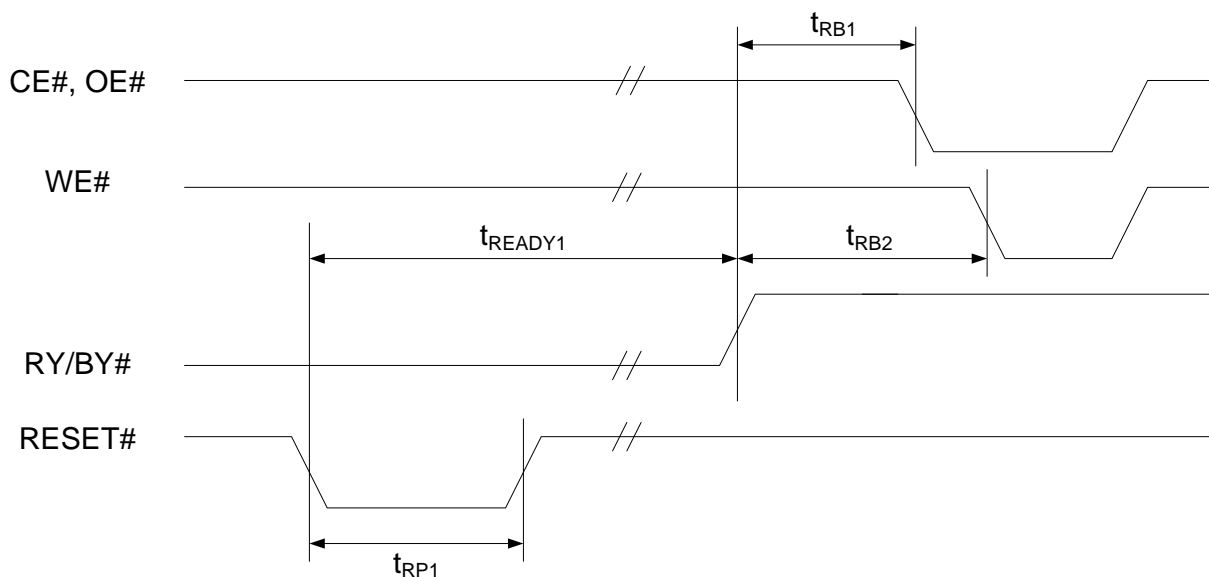 tRB1
CE#, OE#
WE#
tREADY1
tRB2
RY/BY#
RESET#
tRP1